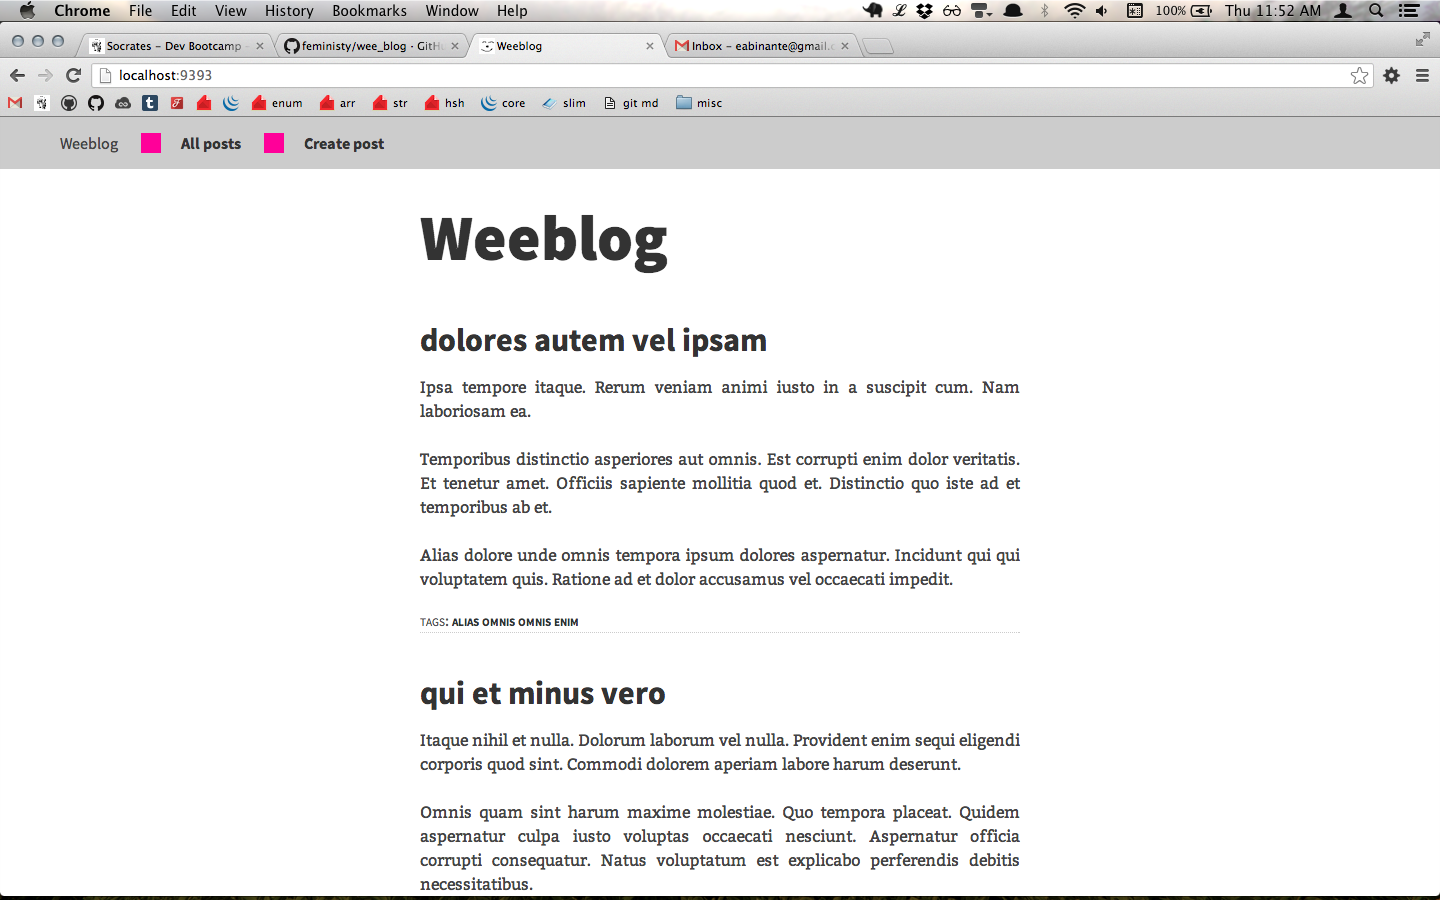 Chrome File Edit View History Bookmarks Window Help 100% Thu 11:52 AM
Socrates – Dev Bootcamp feministy/wee_blog · GitHu Weeblog Inbox – eabinante@gmail.c
localhost:9393
enum arr str hsh core slim git md misc
Weeblog All posts Create post
Weeblog
dolores autem vel ipsam
Ipsa tempore itaque. Rerum veniam animi iusto in a suscipit cum. Nam
laboriosam ea.
Temporibus distinctio asperiores aut omnis. Est corrupti enim dolor veritatis.
Et tenetur amet. Officiis sapiente mollitia quod et. Distinctio quo iste ad et
temporibus ab et.
Alias dolore unde omnis tempora ipsum dolores aspernatur. Incidunt qui qui
voluptatem quis. Ratione ad et dolor accusamus vel occaecati impedit.
TAGS: ALIAS OMNIS OMNIS ENIM
qui et minus vero
Itaque nihil et nulla. Dolorum laborum vel nulla. Provident enim sequi eligendi
corporis quod sint. Commodi dolorem aperiam labore harum deserunt.
Omnis quam sint harum maxime molestiae. Quo tempora placeat. Quidem
aspernatur culpa iusto voluptas occaecati nesciunt. Aspernatur officia
corrupti consequatur. Natus voluptatum est explicabo perferendis debitis
necessitatibus.